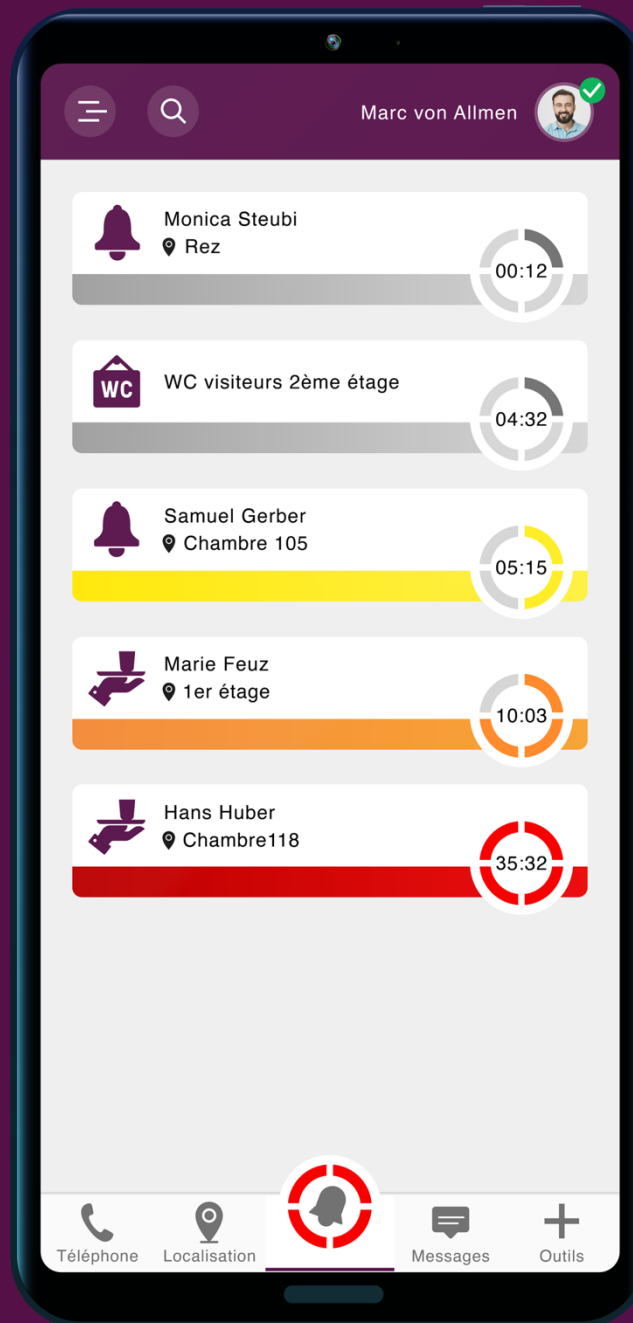 Marc von Allmen
Monica Steubi
Rez
00:12
WC
WC visiteurs 2ème étage
04:32
Samuel Gerber
Chambre 105
05:15
Marie Feuz
1er étage
10:03
Hans Huber
Chambre118
35:32
Téléphone
Localisation
Messages
Outils